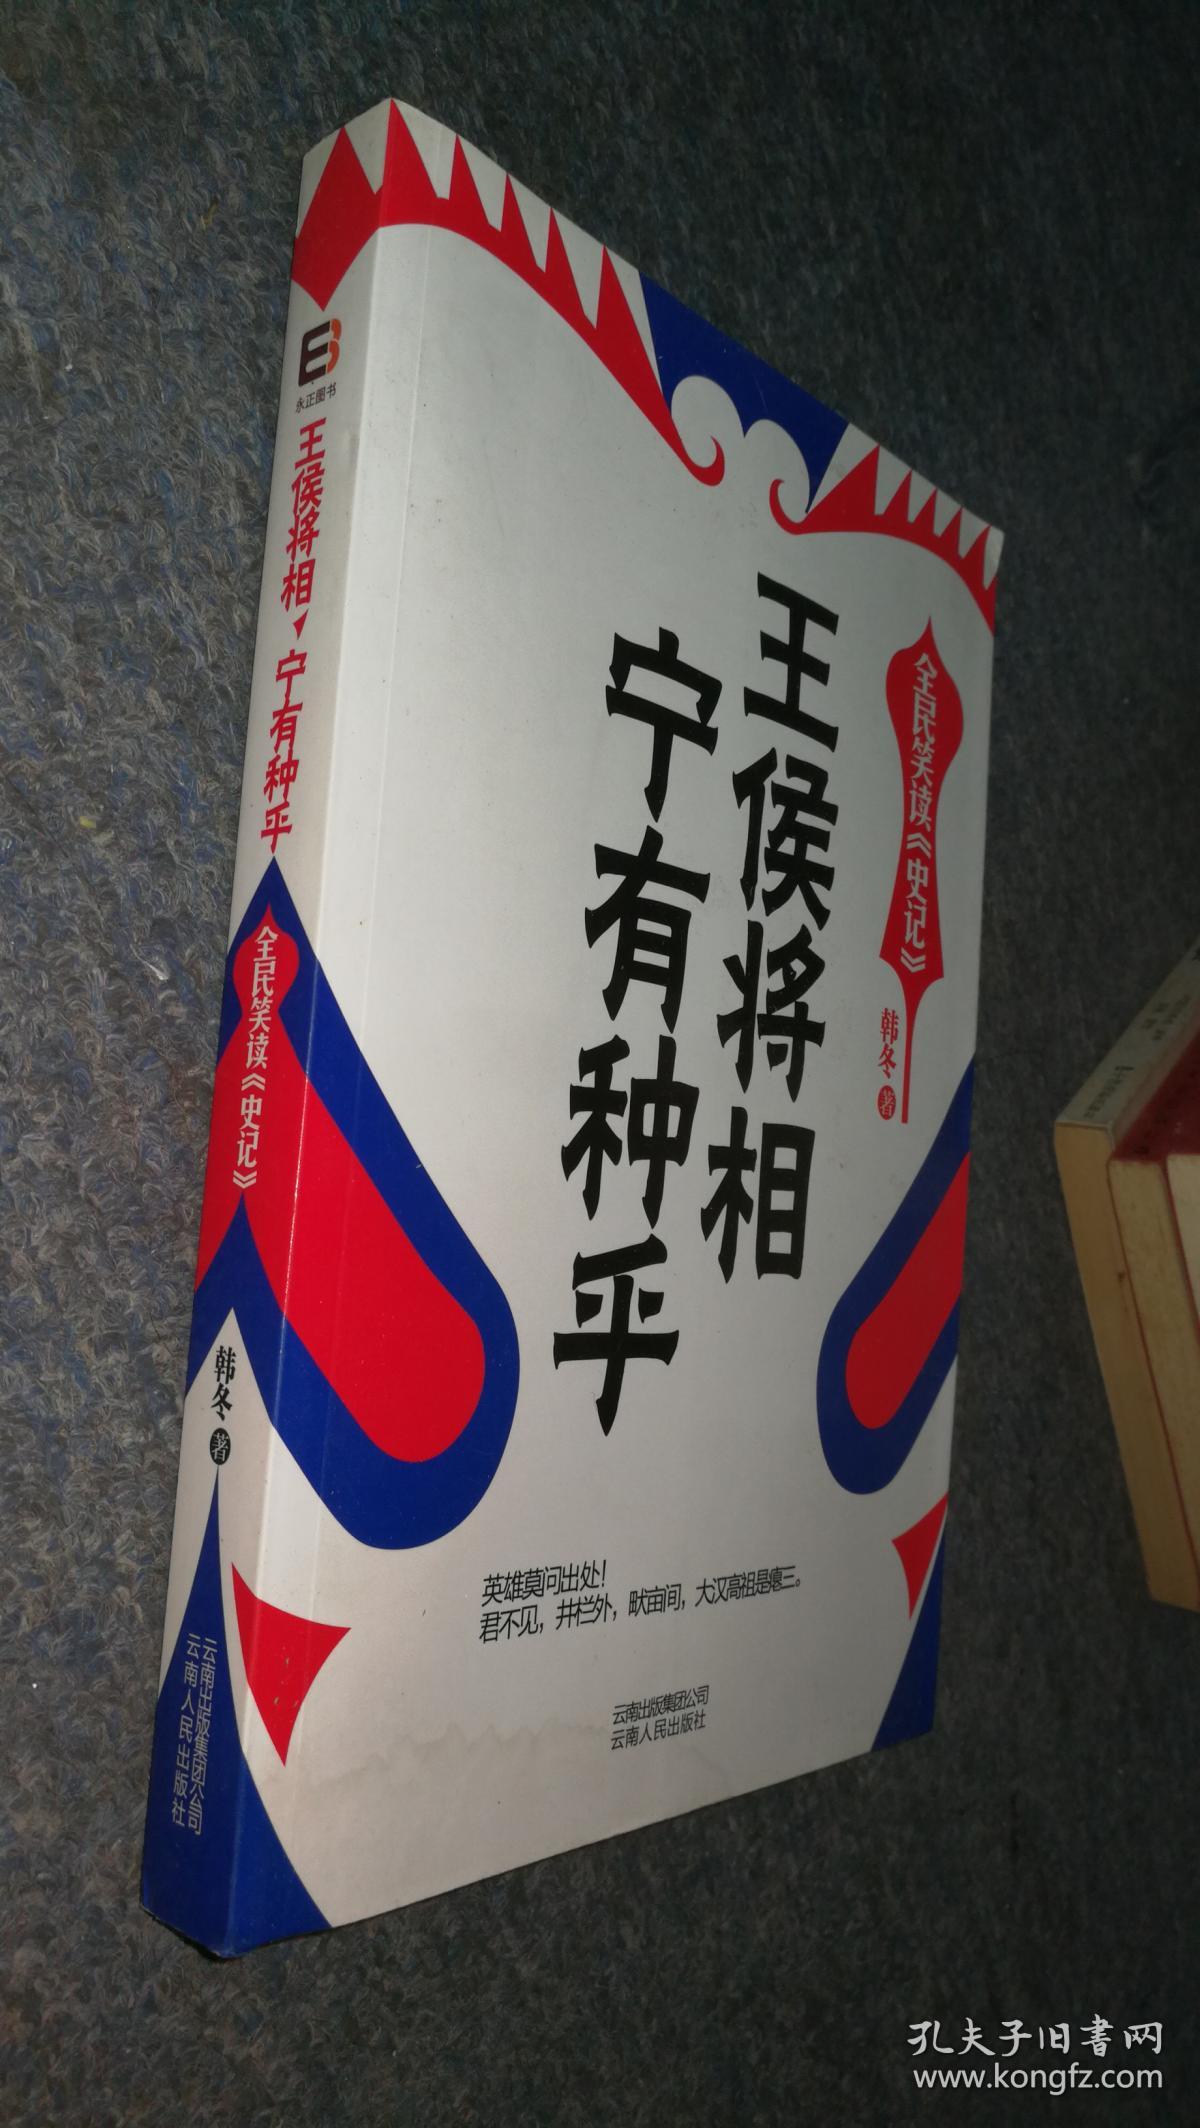 永正图书
王侯将相，宁有种乎
全民笑读《史记》
韩冬 著
云南出版集团公司
云南人民出版社
全民笑读《史记》
韩冬 著
王侯将相
宁有种乎
英雄莫问出处！
君不见，井栏外，畎亩间，大汉高祖是瘪三。
云南出版集团公司
云南人民出版社
孔夫子旧書网
www.kongfz.com